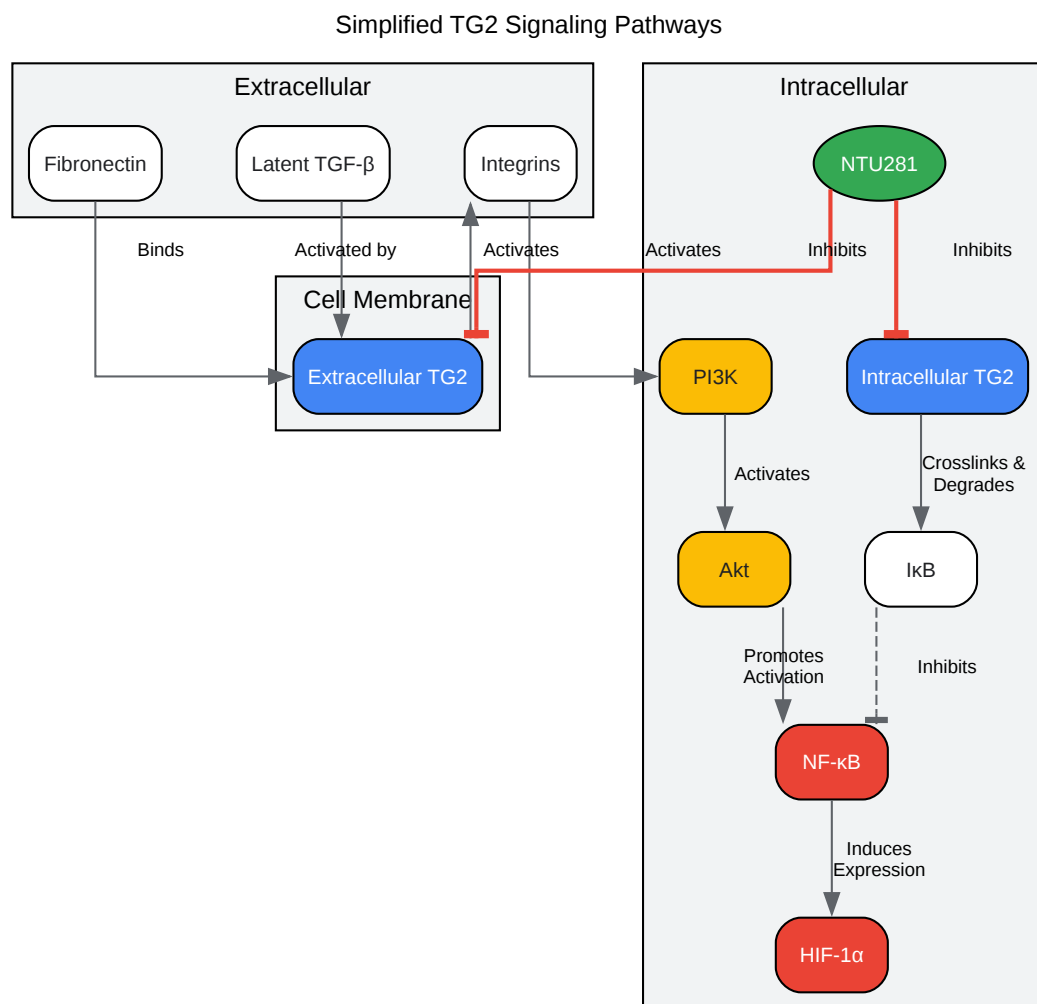 Simplified TG2 Signaling Pathways
Extracellular
Intracellular
Fibronectin
Latent TGF-β
Integrins
NTU281
Binds
Activated by
Activates
Activates
Inhibits
Inhibits
Cell Membrane
Extracellular TG2
PI3K
Intracellular TG2
Activates
Crosslinks &
Degrades
Akt
IκB
Promotes
Activation
Inhibits
NF-κB
Induces
Expression
HIF-1α